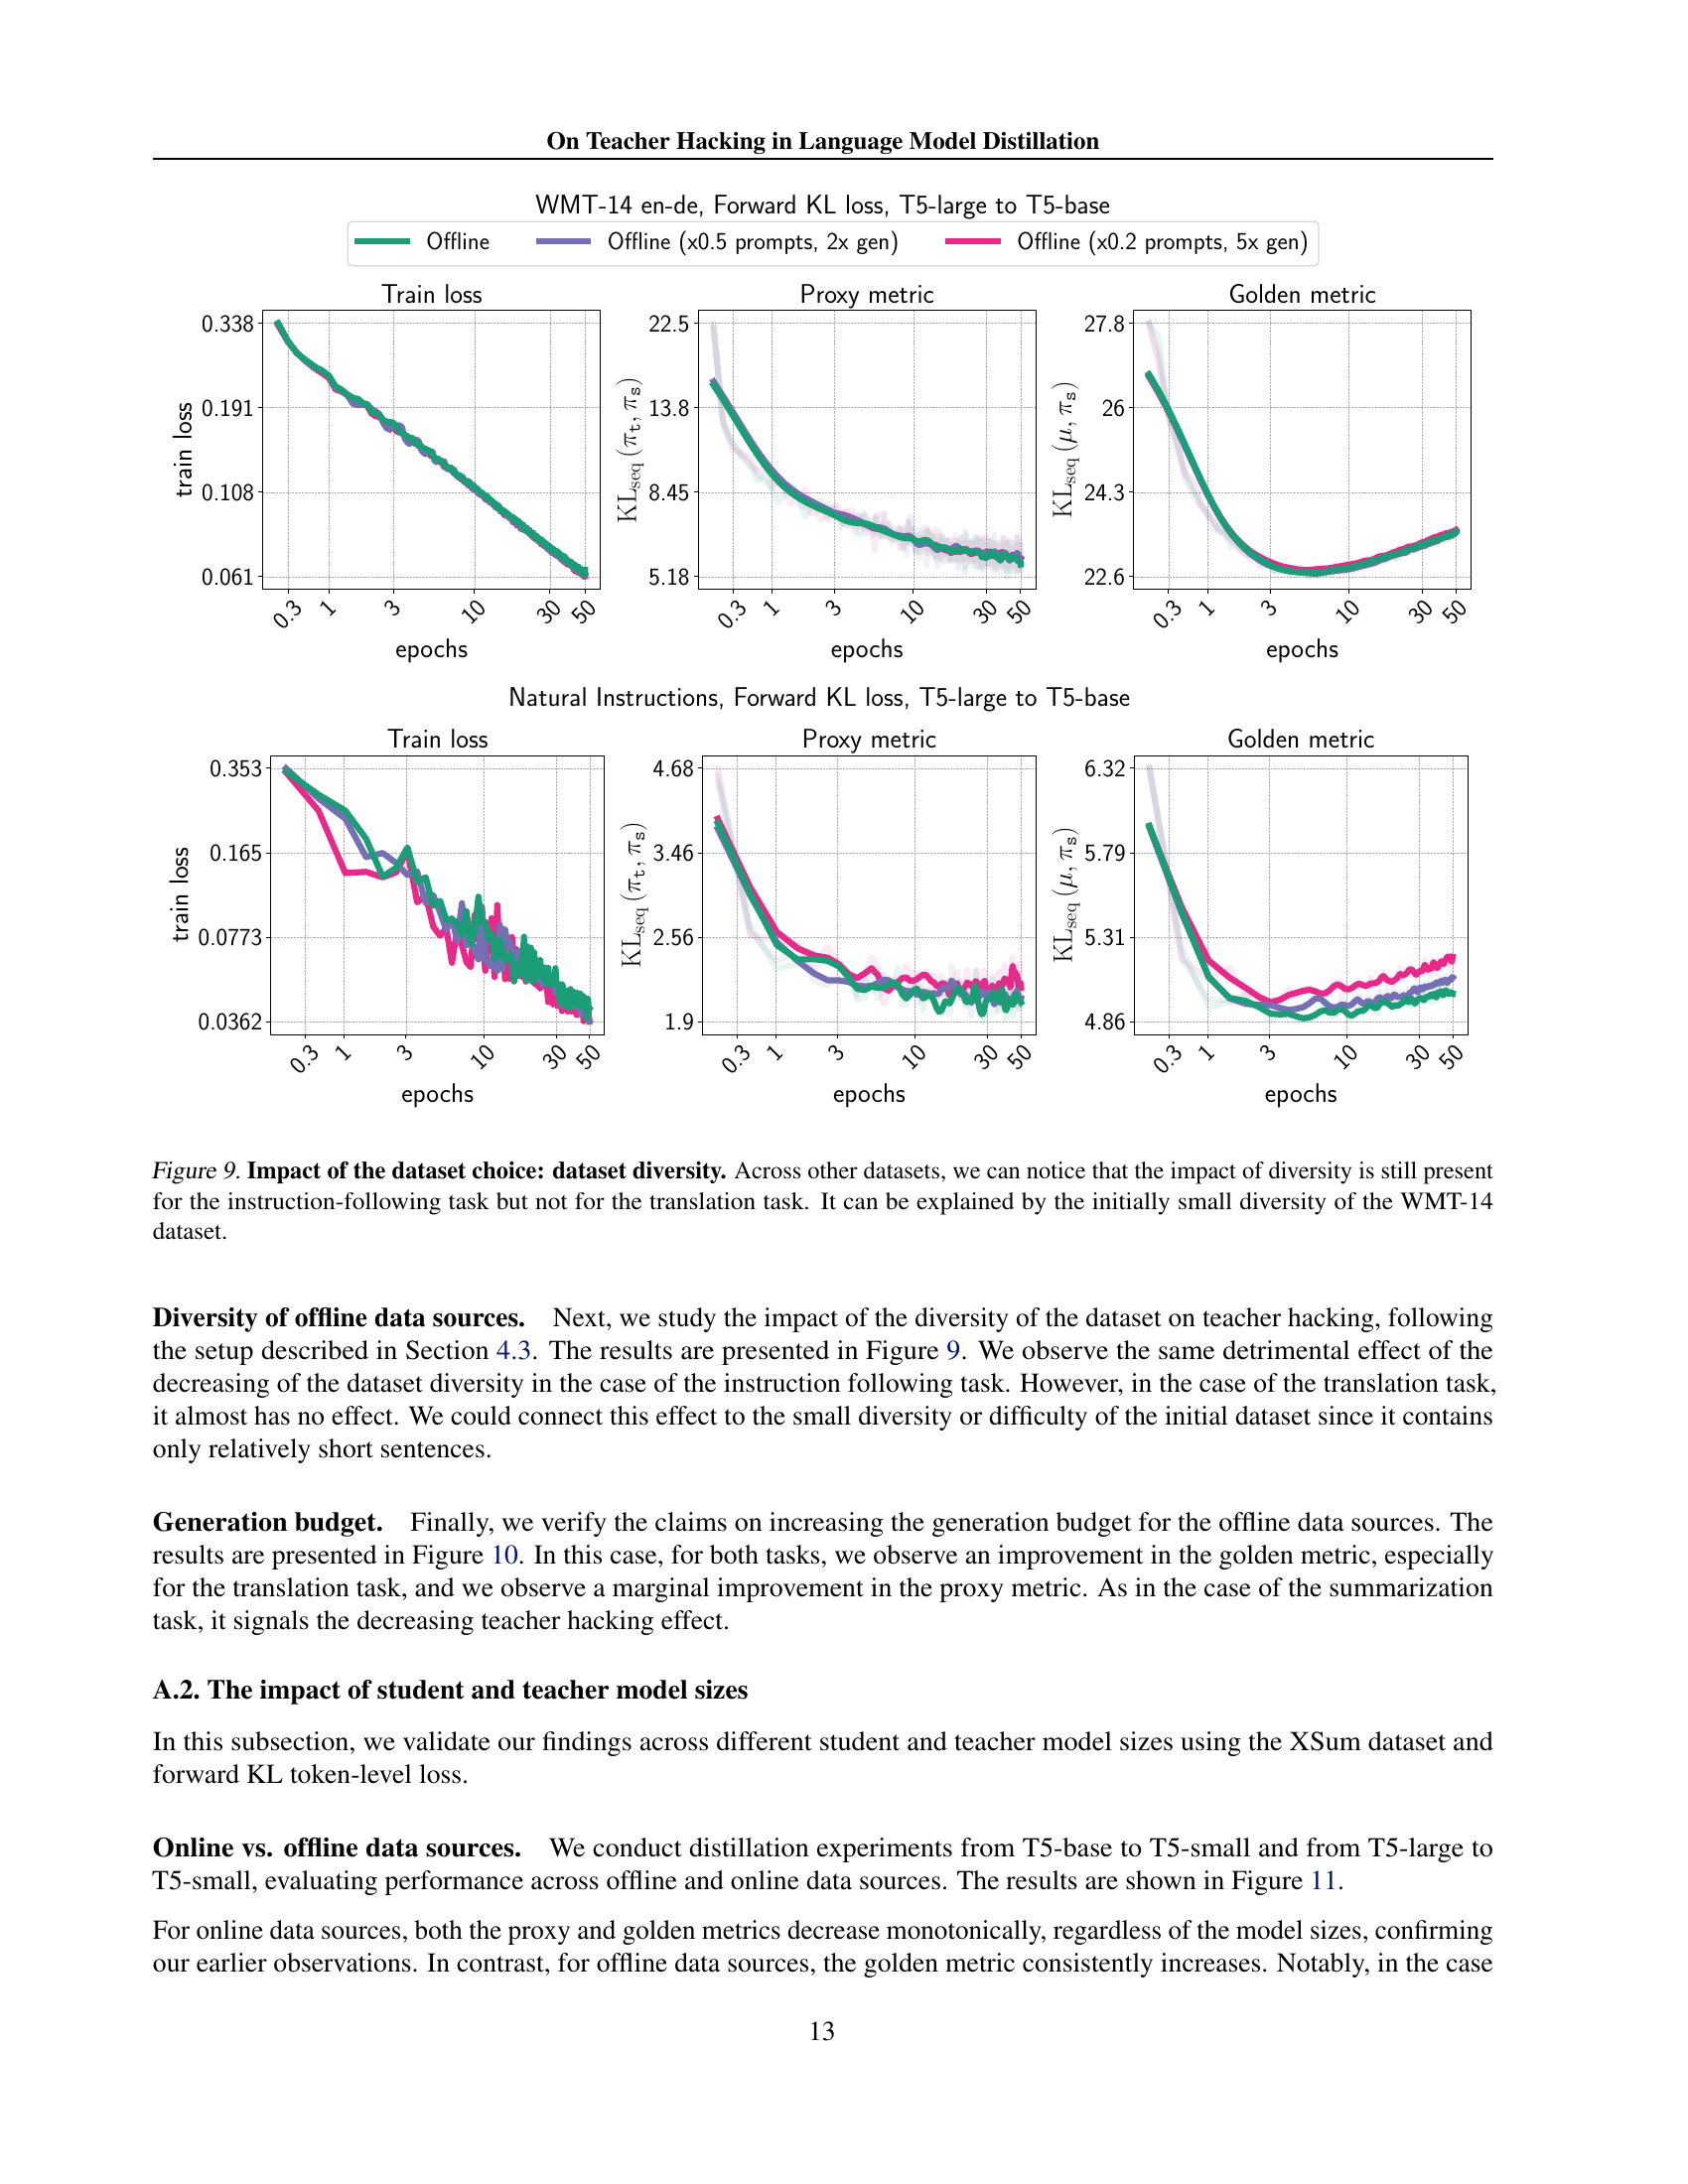 On Teacher Hacking in Language Model Distillation
WMT-14 en-de, Forward KL loss, T5-large to T5-base
Offline Offline (x0.5 prompts, 2x gen) Offline (x0.2 prompts, 5x gen)
Train loss
0.338
0.191
0.108
0.061
train loss
0.3 1 3 10 30 50
epochs
Proxy metric
22.5
13.8
8.45
5.18
KLseq(πt, πs)
0.3 1 3 10 30 50
epochs
Golden metric
27.8
26
24.3
22.6
KLseq(μ, πs)
0.3 1 3 10 30 50
epochs
Natural Instructions, Forward KL loss, T5-large to T5-base
Train loss
0.353
0.165
0.0773
0.0362
train loss
0.3 1 3 10 30 50
epochs
Proxy metric
4.68
3.46
2.56
1.9
KLseq(πt, πs)
0.3 1 3 10 30 50
epochs
Golden metric
6.32
5.79
5.31
4.86
KLseq(μ, πs)
0.3 1 3 10 30 50
epochs
Figure 9. Impact of the dataset choice: dataset diversity. Across other datasets, we can notice that the impact of diversity is still present
for the instruction-following task but not for the translation task. It can be explained by the initially small diversity of the WMT-14
dataset.
Diversity of offline data sources. Next, we study the impact of the diversity of the dataset on teacher hacking, following
the setup described in Section 4.3. The results are presented in Figure 9. We observe the same detrimental effect of the
decreasing of the dataset diversity in the case of the instruction following task. However, in the case of the translation task,
it almost has no effect. We could connect this effect to the small diversity or difficulty of the initial dataset since it contains
only relatively short sentences.
Generation budget. Finally, we verify the claims on increasing the generation budget for the offline data sources. The
results are presented in Figure 10. In this case, for both tasks, we observe an improvement in the golden metric, especially
for the translation task, and we observe a marginal improvement in the proxy metric. As in the case of the summarization
task, it signals the decreasing teacher hacking effect.
A.2. The impact of student and teacher model sizes
In this subsection, we validate our findings across different student and teacher model sizes using the XSum dataset and
forward KL token-level loss.
Online vs. offline data sources. We conduct distillation experiments from T5-base to T5-small and from T5-large to
T5-small, evaluating performance across offline and online data sources. The results are shown in Figure 11.
For online data sources, both the proxy and golden metrics decrease monotonically, regardless of the model sizes, confirming
our earlier observations. In contrast, for offline data sources, the golden metric consistently increases. Notably, in the case
13